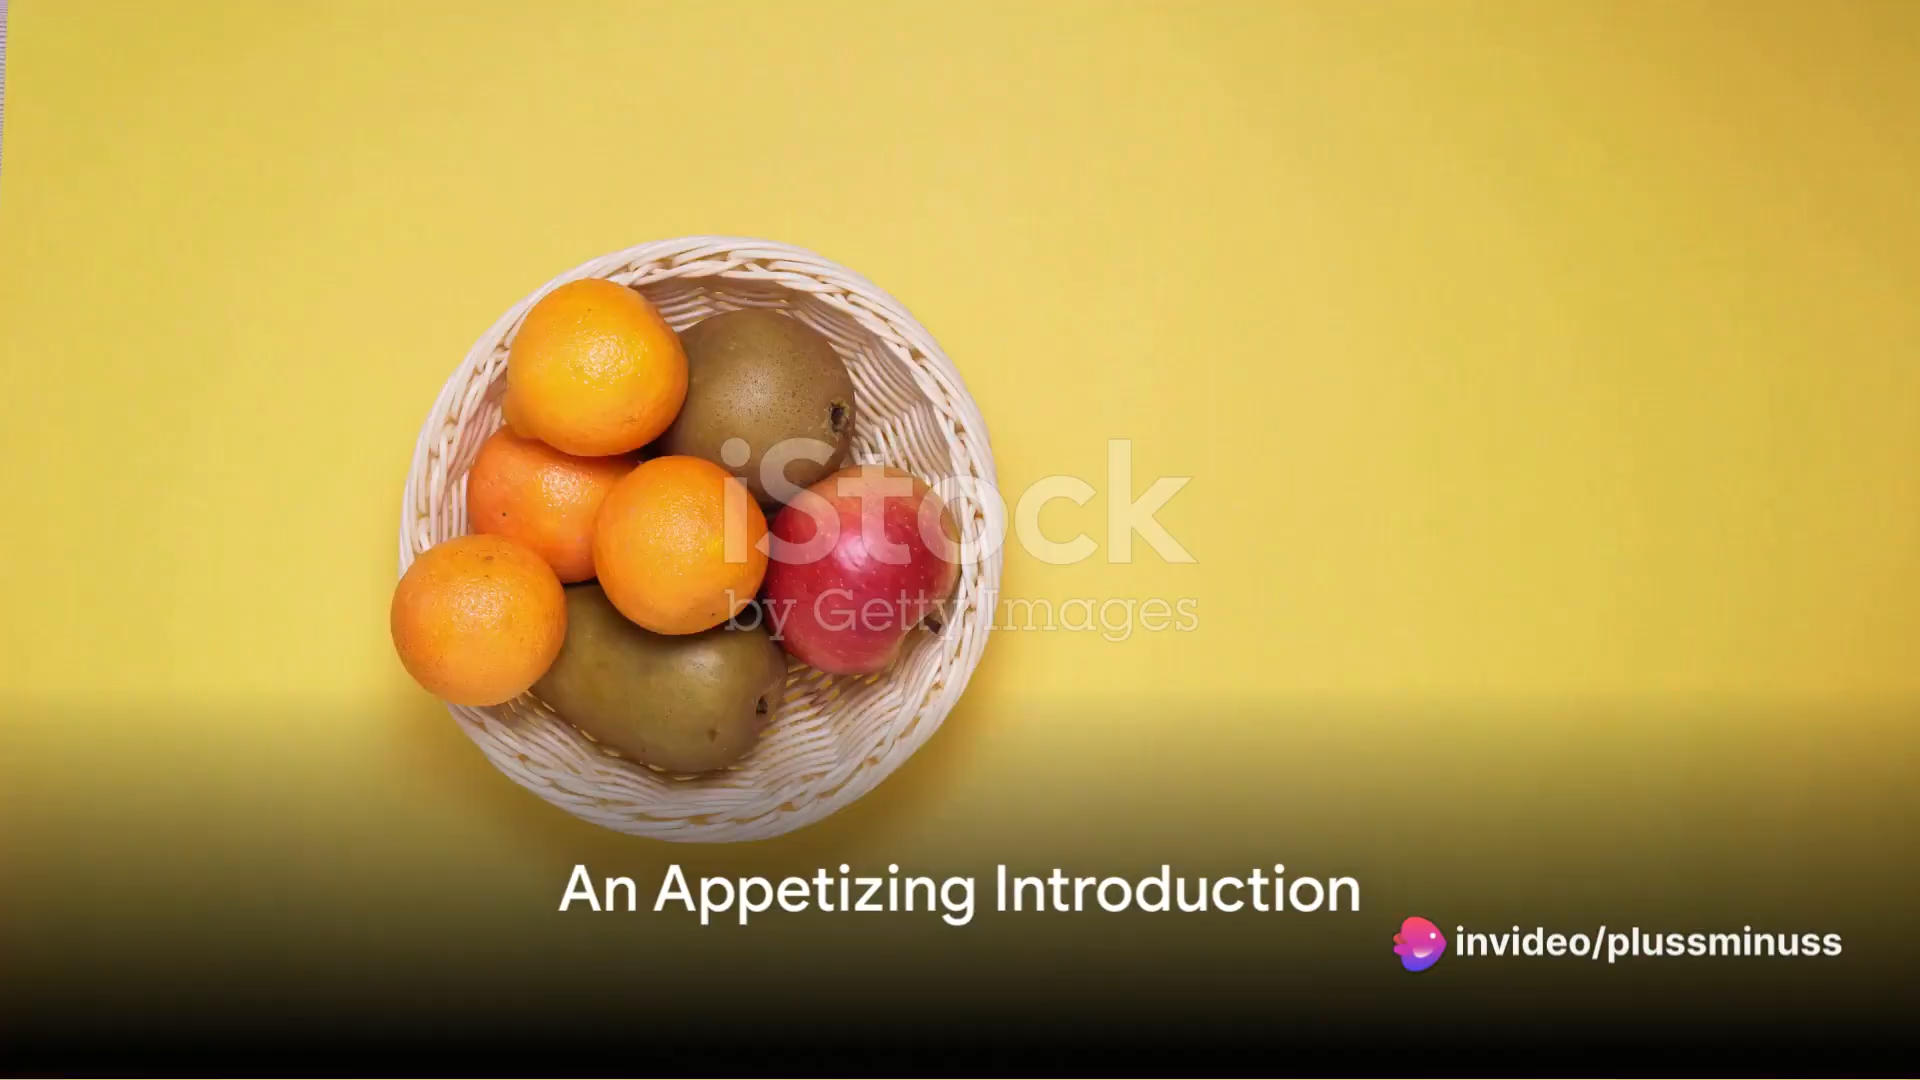 iStock
by Getty Images
An Appetizing Introduction
invideo/plussminuss